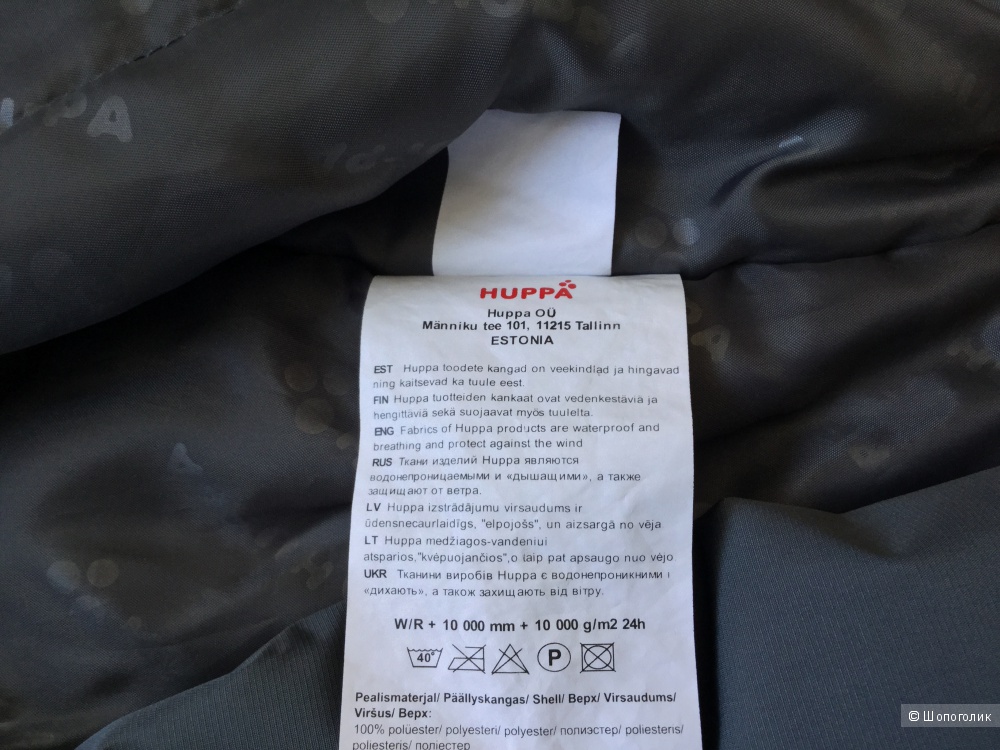 HUPPA
HUPPA
Huppa OÜ
Männiku tee 101, 11215 Tallinn
ESTONIA
EST Huppa toodete kangad on veekindlad ja hingavad
ning kaitsevad ka tuule eest.
FIN Huppa tuotteiden kankaat ovat vedenkestäviä ja
hengittäviä sekä suojaavat myös tuulelta.
ENG Fabrics of Huppa products are waterproof and
breathing and protect against the wind
RUS Ткани изделий Huppa являются
водонепроницаемыми и «дышащими», а также
защищают от ветра.
LV Huppa izstrādājumu virsaudums ir
ūdensnecaurlaidīgs, "elpojošs", un aizsargā no vēja
LT Huppa medžiagos-vandeniui
atsparios,"kvėpuojančios",o taip pat apsaugo nuo vėjo
UKR Тканини виробів Huppa є водонепроникними і
«дихають», а також захищають від вітру.
W/R + 10 000 mm + 10 000 g/m2 24h
40° P
Pealismaterjal/ Päällyskangas/ Shell/ Верх/ Virsaudums/
Viršus/ Верх:
100% polüester/ polyesteri/ polyester/ полиэстер/ poliesteris/
poliesteris/ поліестер
© Шопоголик